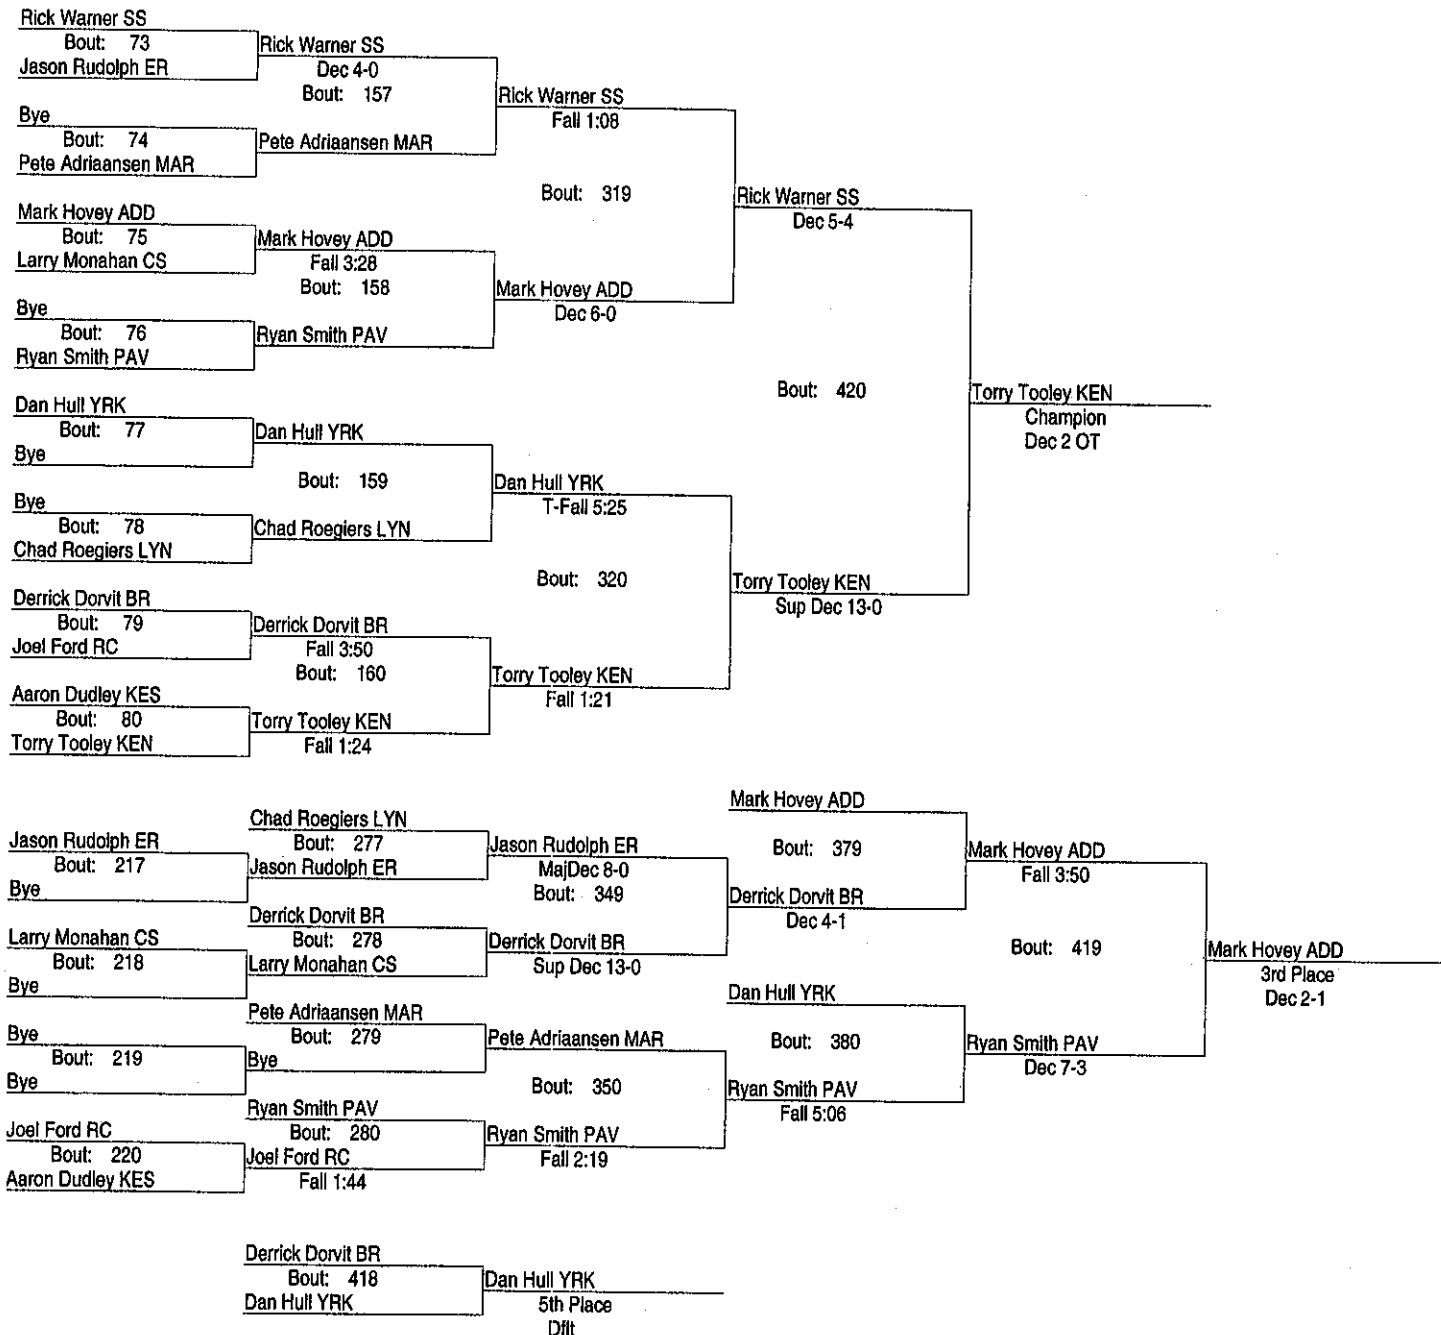 Rick Warner SS
Bout: 73
Jason Rudolph ER
Rick Warner SS
Dec 4-0
Bout: 157
Bye
Bout: 74
Pete Adriaansen MAR
Pete Adriaansen MAR
Rick Warner SS
Fall 1:08
Bout: 319
Mark Hovey ADD
Bout: 75
Larry Monahan CS
Mark Hovey ADD
Fall 3:28
Bout: 158
Bye
Bout: 76
Ryan Smith PAV
Ryan Smith PAV
Mark Hovey ADD
Dec 6-0
Rick Warner SS
Dec 5-4
Bout: 420
Dan Hull YRK
Bout: 77
Bye
Dan Hull YRK
Bout: 159
Bye
Bout: 78
Chad Roegiers LYN
Chad Roegiers LYN
Dan Hull YRK
T-Fall 5:25
Bout: 320
Derrick Dorvit BR
Bout: 79
Joel Ford RC
Derrick Dorvit BR
Fall 3:50
Bout: 160
Aaron Dudley KES
Bout: 80
Torry Tooley KEN
Torry Tooley KEN
Fall 1:24
Torry Tooley KEN
Fall 1:21
Torry Tooley KEN
Sup Dec 13-0
Torry Tooley KEN
Champion
Dec 2 OT
Jason Rudolph ER
Bout: 217
Bye
Chad Roegiers LYN
Bout: 277
Jason Rudolph ER
Jason Rudolph ER
MajDec 8-0
Bout: 349
Larry Monahan CS
Bout: 218
Bye
Derrick Dorvit BR
Bout: 278
Larry Monahan CS
Derrick Dorvit BR
Sup Dec 13-0
Mark Hovey ADD
Bout: 379
Derrick Dorvit BR
Dec 4-1
Mark Hovey ADD
Fall 3:50
Bout: 419
Bye
Bout: 219
Bye
Pete Adriaansen MAR
Bout: 279
Bye
Pete Adriaansen MAR
Bout: 350
Joel Ford RC
Bout: 220
Aaron Dudley KES
Ryan Smith PAV
Bout: 280
Joel Ford RC
Fall 1:44
Ryan Smith PAV
Fall 2:19
Dan Hull YRK
Bout: 380
Ryan Smith PAV
Fall 5:06
Ryan Smith PAV
Dec 7-3
Mark Hovey ADD
3rd Place
Dec 2-1
Derrick Dorvit BR
Bout: 418
Dan Hull YRK
Dan Hull YRK
5th Place
Dflt